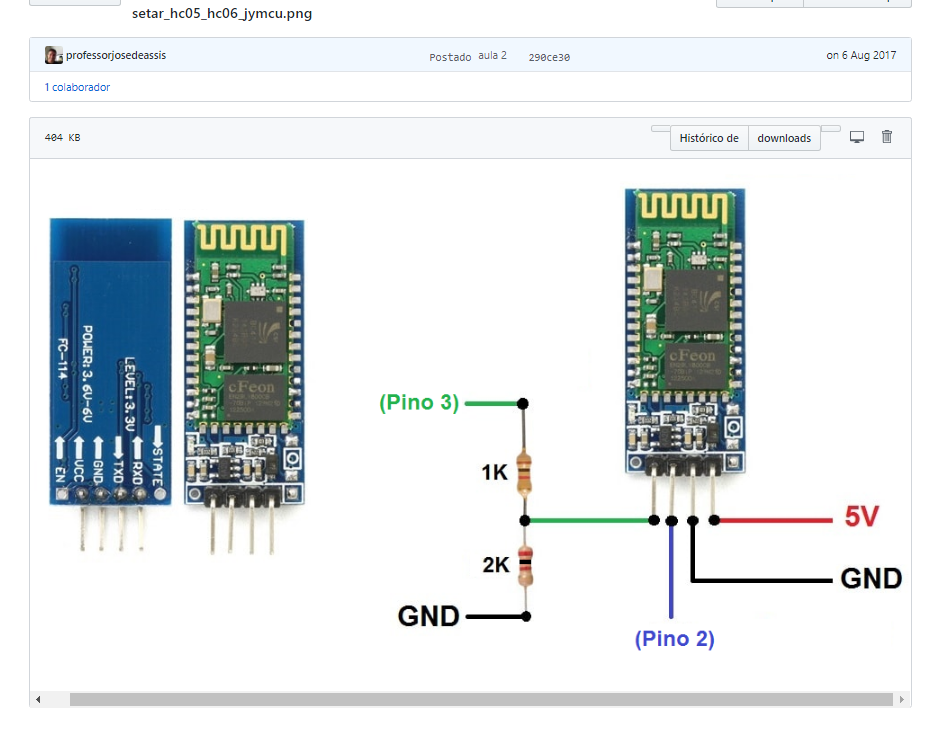 setar_hc05_hc06_jymcu.png
professorjosedeassis
Postado aula 2 290ce30
on 6 Aug 2017
1 colaborador
404 KB
Histórico de
downloads
FC-114
POWER:3.6V-6V
LEVEL:3.3V
EN
VCC
GND
TXD
RXD
STATE
cFeon
cFeon
(Pino 3)
1K
2K
GND
5V
GND
(Pino 2)